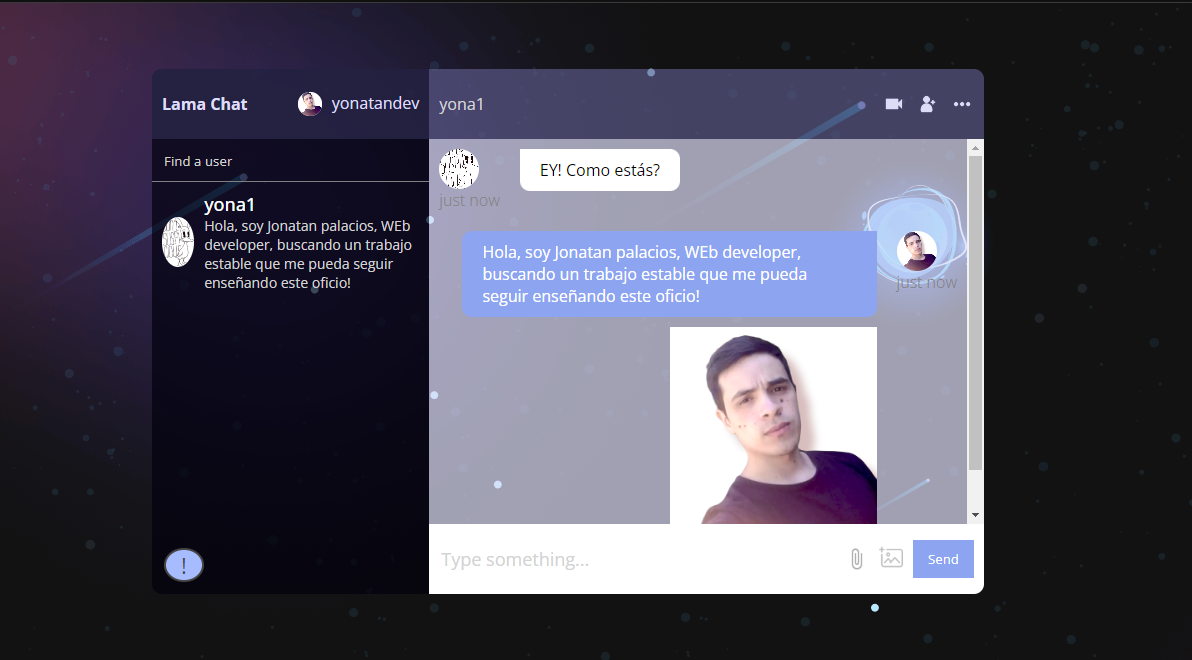 Lama Chat
yonatandev
yona1
Find a user
yona1
Hola, soy Jonatan palacios, WEb
developer, buscando un trabajo
estable que me pueda seguir
enseñando este oficio!
!
EY! Como estás?
just now
Hola, soy Jonatan palacios, WEb developer,
buscando un trabajo estable que me pueda
seguir enseñando este oficio!
just now
Type something...
Send